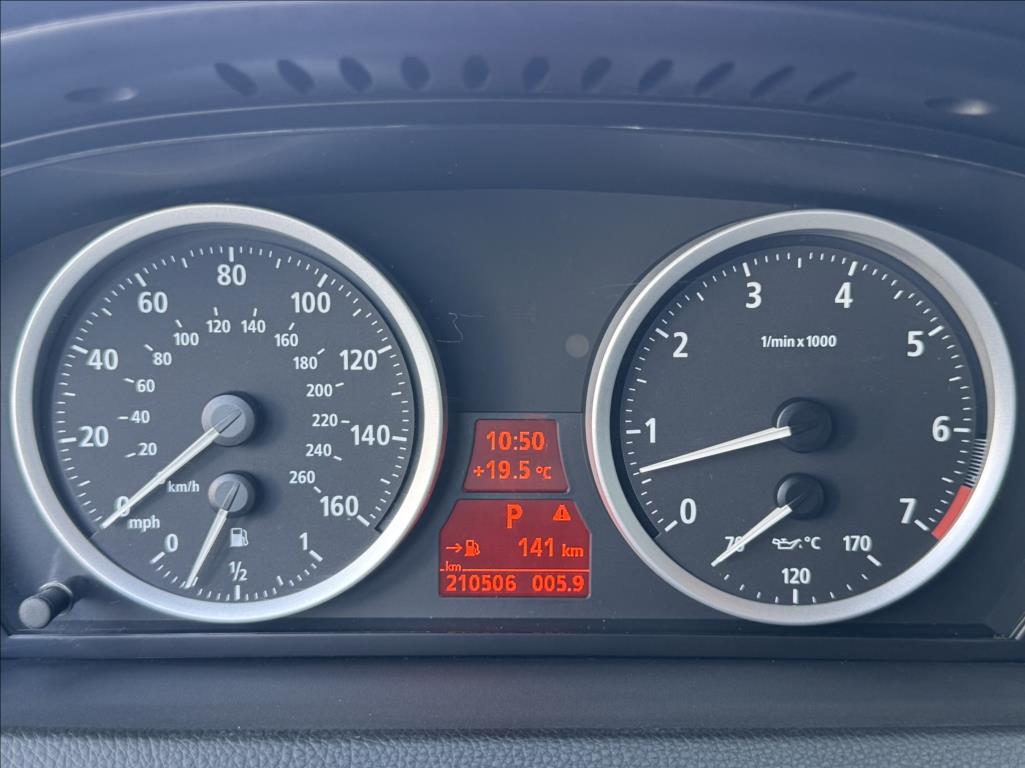 80
60 100
120 140
100 160
40 80 180 120
60 200
40 220
20 20 240 140
260
km/h
0 mph 160
0 1
1/2
10:50
+19.5 °C
P
→ 141 km
km
210506 005.9
3 4
1/min x 1000
2 5
1 6
0 7
70 °C 170
120